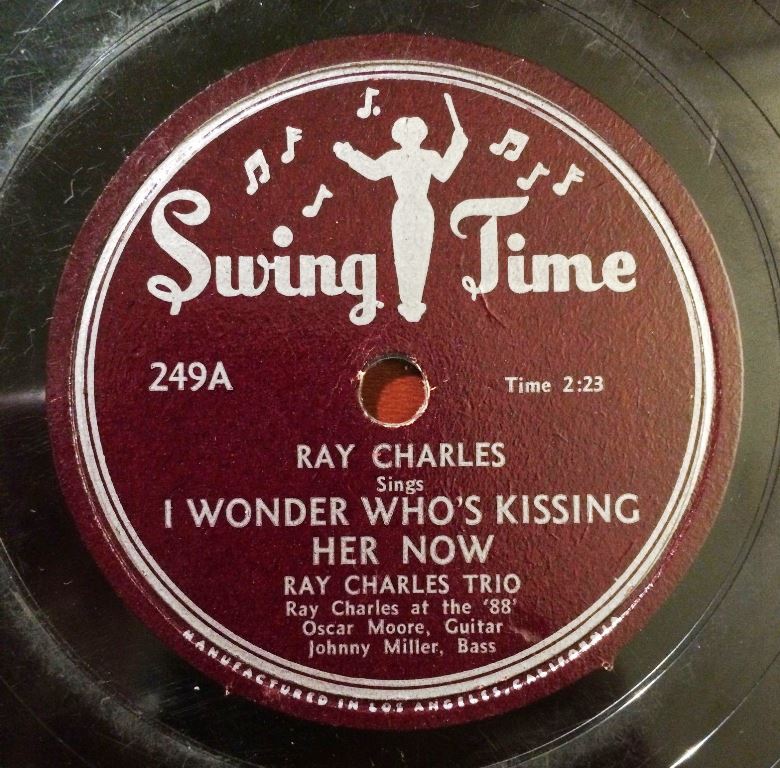 Swing Time
249A
Time 2:23
RAY CHARLES
Sings
I WONDER WHO'S KISSING
HER NOW
RAY CHARLES TRIO
Ray Charles at the '88'
Oscar Moore, Guitar
Johnny Miller, Bass
MANUFACTURED IN LOS ANGELES, CALIFORNIA